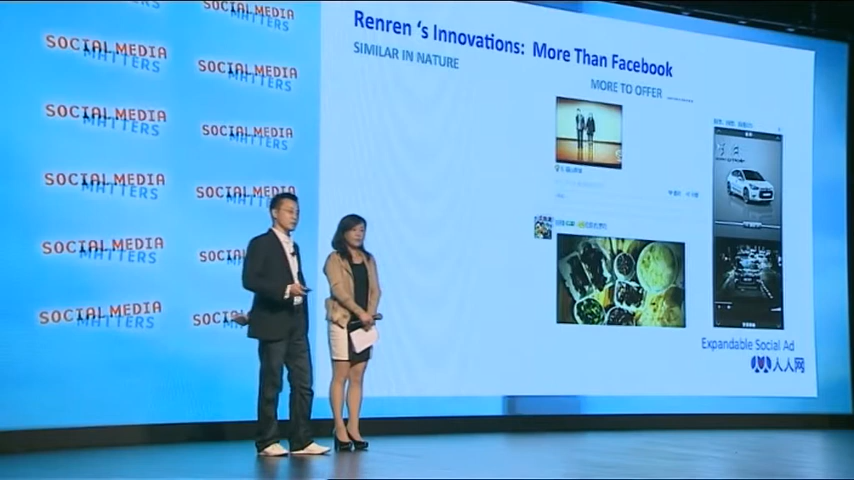 SOCIAL MEDIA
MATTERS
SOCIAL MEDIA
MATTERS
SOCIAL MEDIA
MATTERS
SOCIAL MEDIA
MATTERS
SOCIAL MEDIA
MATTERS
SOCIAL MEDIA
MATTERS
SOCIAL MEDIA
MATTERS
SOCIAL MEDIA
MATTERS
SOCIAL MEDIA
MATTERS
SOCIAL
Renren 's Innovations: More Than Facebook
SIMILAR IN NATURE
MORE TO OFFER
Expandable Social Ad
人人网